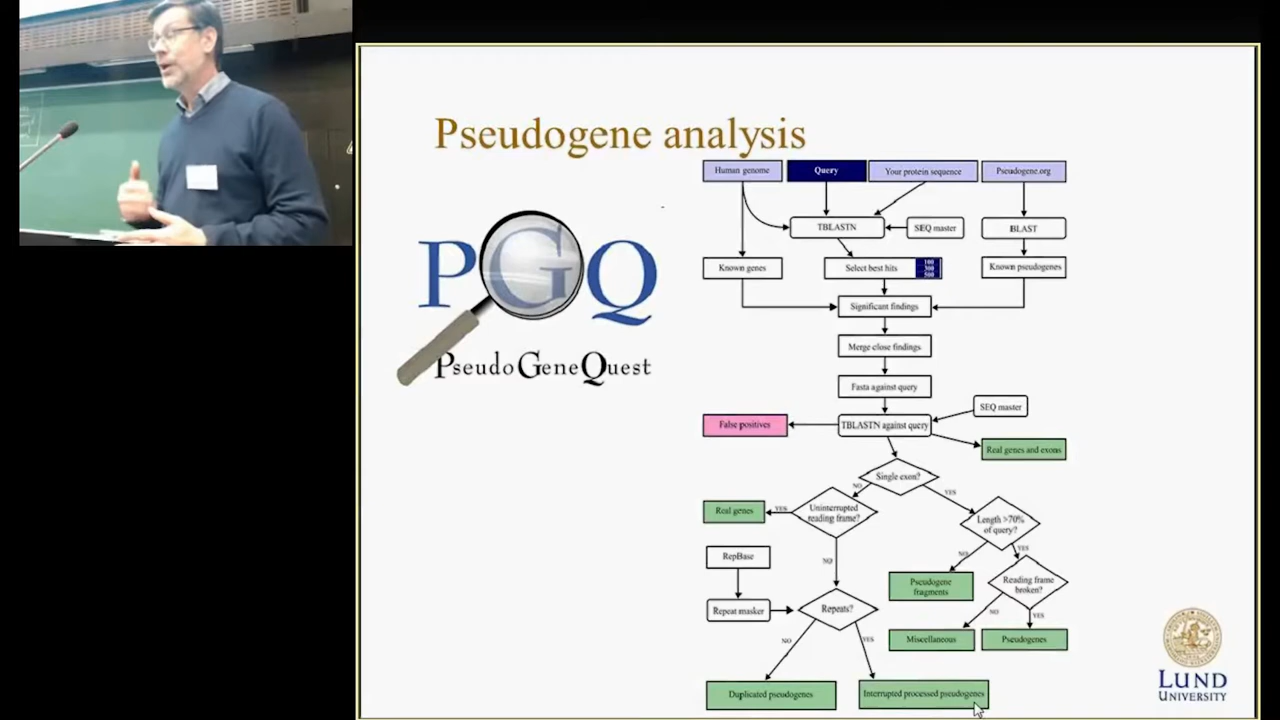 Pseudogene analysis
PGQ
PseudoGeneQuest
Human genome
Query
Your protein sequence
Pseudogene.org
TBLASTN
SEQ master
BLAST
Known genes
Select best hits
100
300
500
Known pseudogenes
Significant findings
Merge close findings
Fasta against query
SEQ master
False positives
TBLASTN against query
Real genes and exons
Single exon?
NO
YES
Real genes
YES
Uninterrupted
reading frame?
Length >70%
of query?
NO
NO
YES
RepBase
Pseudogene
fragments
Reading frame
broken?
Repeat masker
Repeats?
NO
YES
NO
YES
Miscellaneous
Pseudogenes
Duplicated pseudogenes
Interrupted processed pseudogenes
LUND
UNIVERSITY